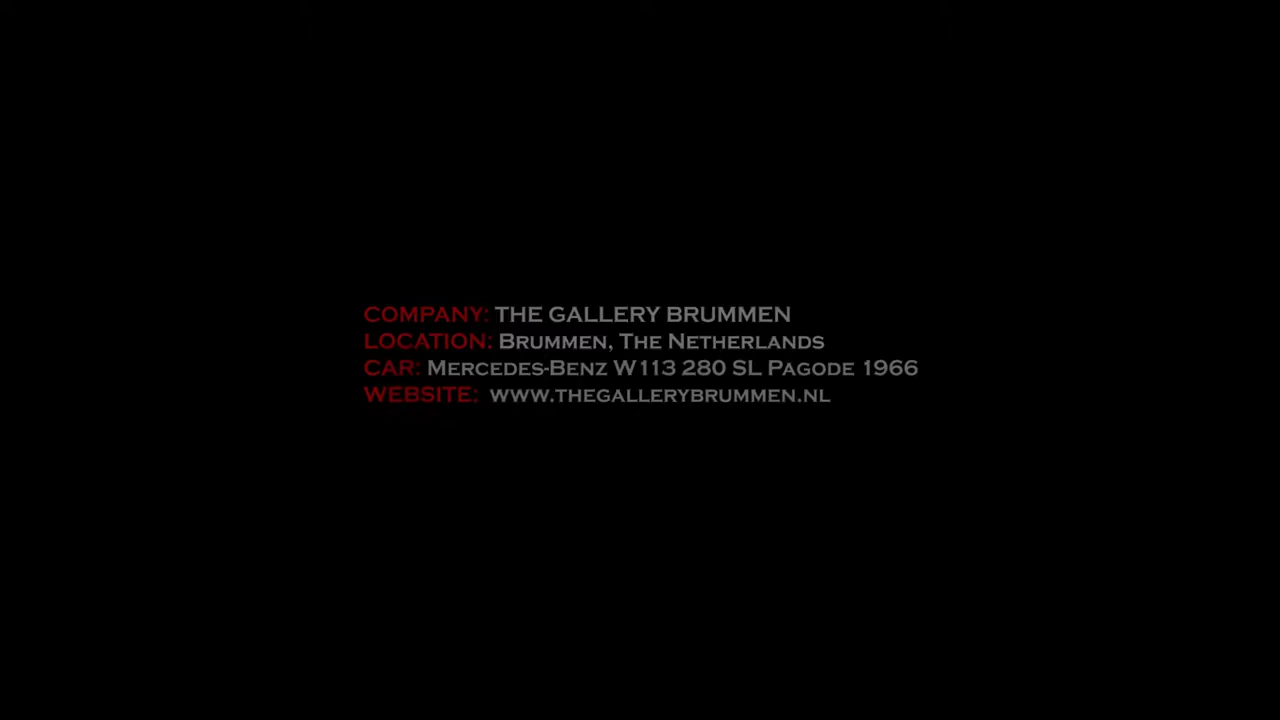 COMPANY: THE GALLERY BRUMMEN
LOCATION: BRUMMEN, THE NETHERLANDS
CAR: MERCEDES-BENZ W113 280 SL PAGODE 1966
WEBSITE: WWW.THEGALLERYBRUMMEN.NL